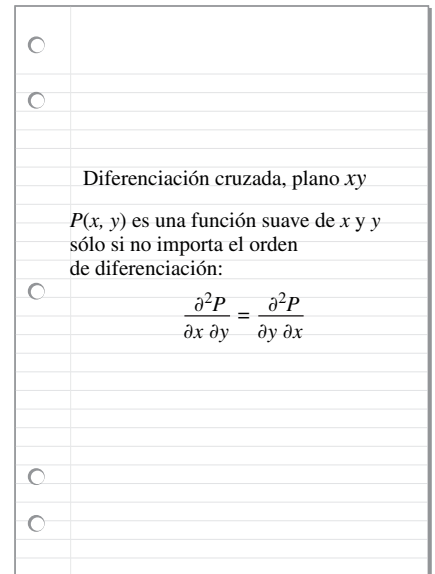 Diferenciación cruzada, plano xy
P(x, y) es una función suave de x y y
sólo si no importa el orden
de diferenciación:
∂²P/∂x ∂y = ∂²P/∂y ∂x